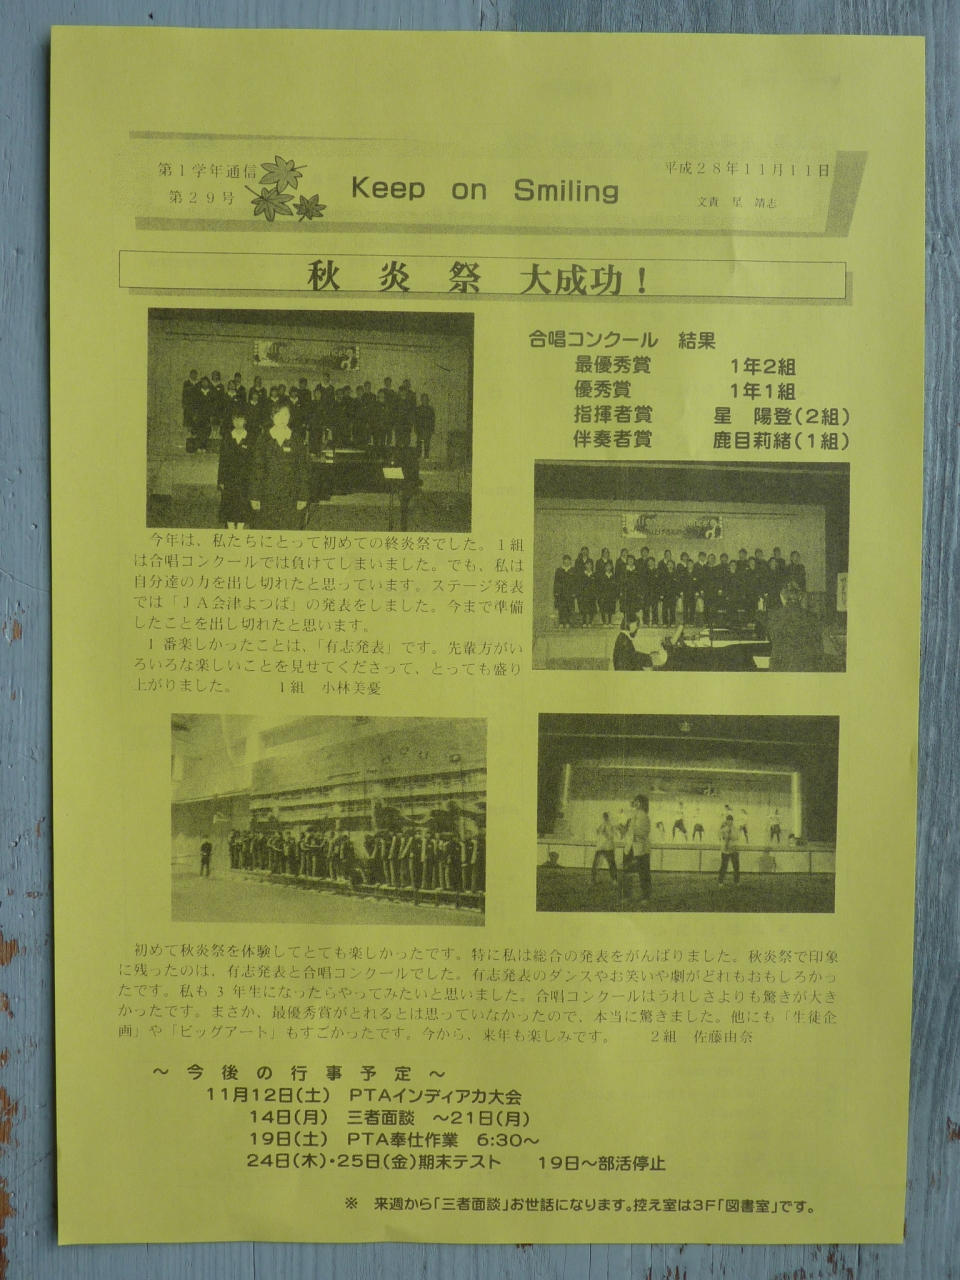 第１学年通信
第２９号
Keep on Smiling
平成２８年１１月１１日
文責 星 靖志
秋 炎 祭 大成功！
合唱コンクール 結果
最優秀賞 １年２組
優秀賞 １年１組
指揮者賞 星 陽登（２組）
伴奏者賞 鹿目莉緒（１組）
今年は、私たちにとって初めての終炎祭でした。１組
は合唱コンクールでは負けてしまいました。でも、私は
自分達の力を出し切れたと思っています。ステージ発表
では「ＪＡ会津よつば」の発表をしました。今まで準備
したことを出し切れたと思います。
１番楽しかったことは、「有志発表」です。先輩方がい
ろいろな楽しいことを見せてくださって、とっても盛り
上がりました。 １組 小林美憂
初めて秋炎祭を体験してとても楽しかったです。特に私は総合の発表をがんばりました。秋炎祭で印象
に残ったのは、有志発表と合唱コンクールでした。有志発表のダンスやお笑いや劇がどれもおもしろかっ
たです。私も３年生になったらやってみたいと思いました。合唱コンクールはうれしさよりも驚きが大き
かったです。まさか、最優秀賞がとれるとは思っていなかったので、本当に驚きました。他にも「生徒企
画」や「ビッグアート」もすごかったです。今から、来年も楽しみです。 ２組 佐藤由奈
～ 今 後 の 行 事 予 定 ～
11月12日（土） PTAインディアカ大会
14日（月） 三者面談 ～21日（月）
19日（土） PTA奉仕作業 6:30～
24日（木）・25日（金）期末テスト 19日～部活停止
※ 来週から「三者面談」お世話になります。控え室は3F「図書室」です。